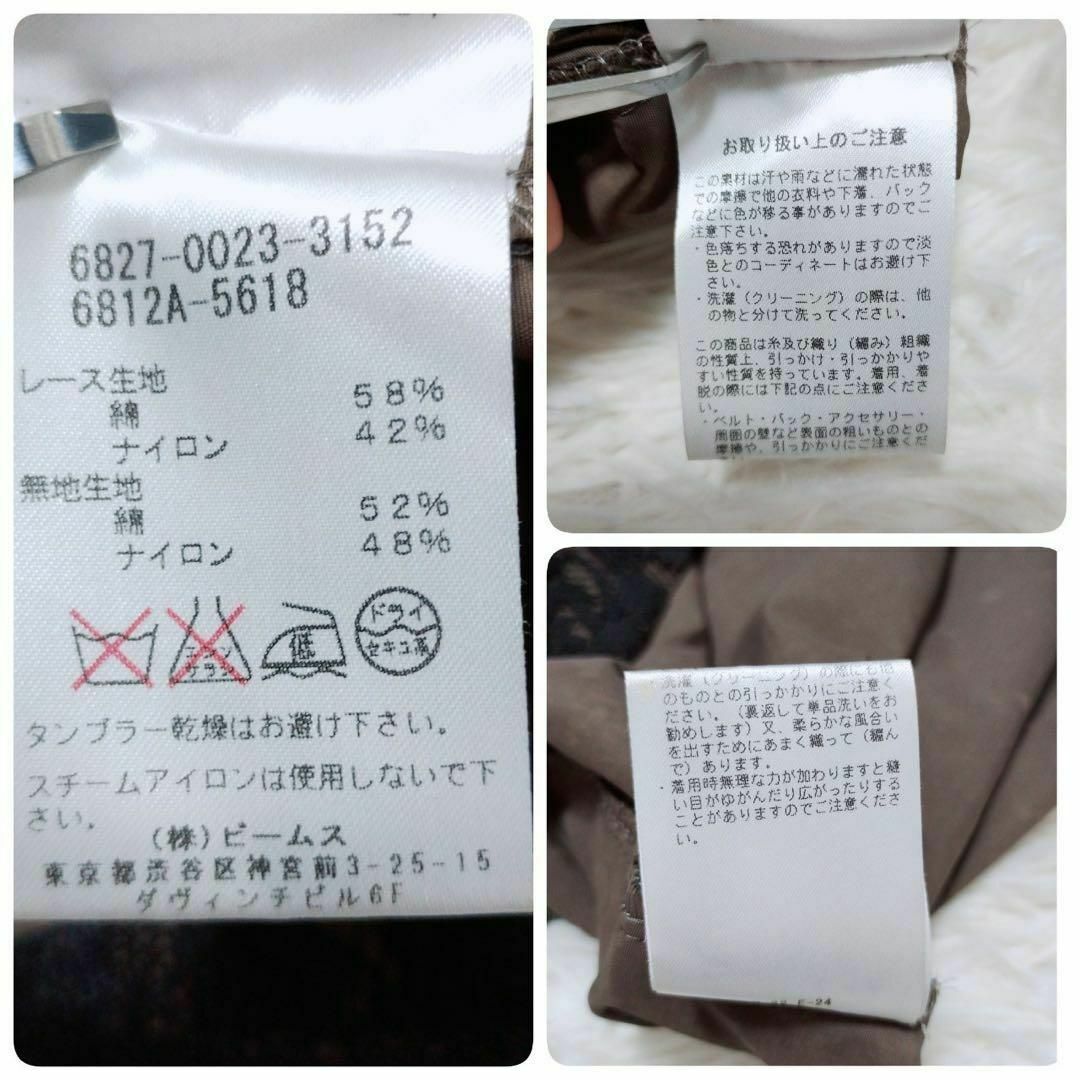 6827-0023-3152
6812A-5618
レース生地
綿 58%
ナイロン 42%
無地生地
綿 52%
ナイロン 48%
エンソ
サラシ
低
ドライ
セキユ系
タンブラー乾燥はお避け下さい。
スチームアイロンは使用しないで下
さい。
(株)ビームス
東京都渋谷区神宮前3-25-15
ダヴィンチビル6F
お取り扱い上のご注意
この素材は汗や雨などに濡れた状態
での摩擦で他の衣料や下着、バック
などに色が移る事がありますのでご
注意下さい。
・色落ちする恐れがありますので淡
色とのコーディネートはお避け下
さい。
・洗濯(クリーニング)の際は、他
の物と分けて洗ってください。
この商品は糸及び織り(編み)組織
の性質上、引っかけ・引っかかりや
すい性質を持っています。着用、着
脱の際には下記の点にご注意くださ
い。
・ベルト・バック・アクセサリー・
周囲の壁など表面の粗いものとの
摩擦や、引っかかりにご注意くだ
洗濯(クリーニング)の際にも他
のものとの引っかかりにご注意く
ださい。(裏返して単品洗いをお
勧めします)又、柔らかな風合い
を出すためにあまく織って(編ん
で)あります。
・着用時無理な力が加わりますと縫
い目がゆがんだり広がったりする
ことがありますのでご注意くださ
い。
F-24